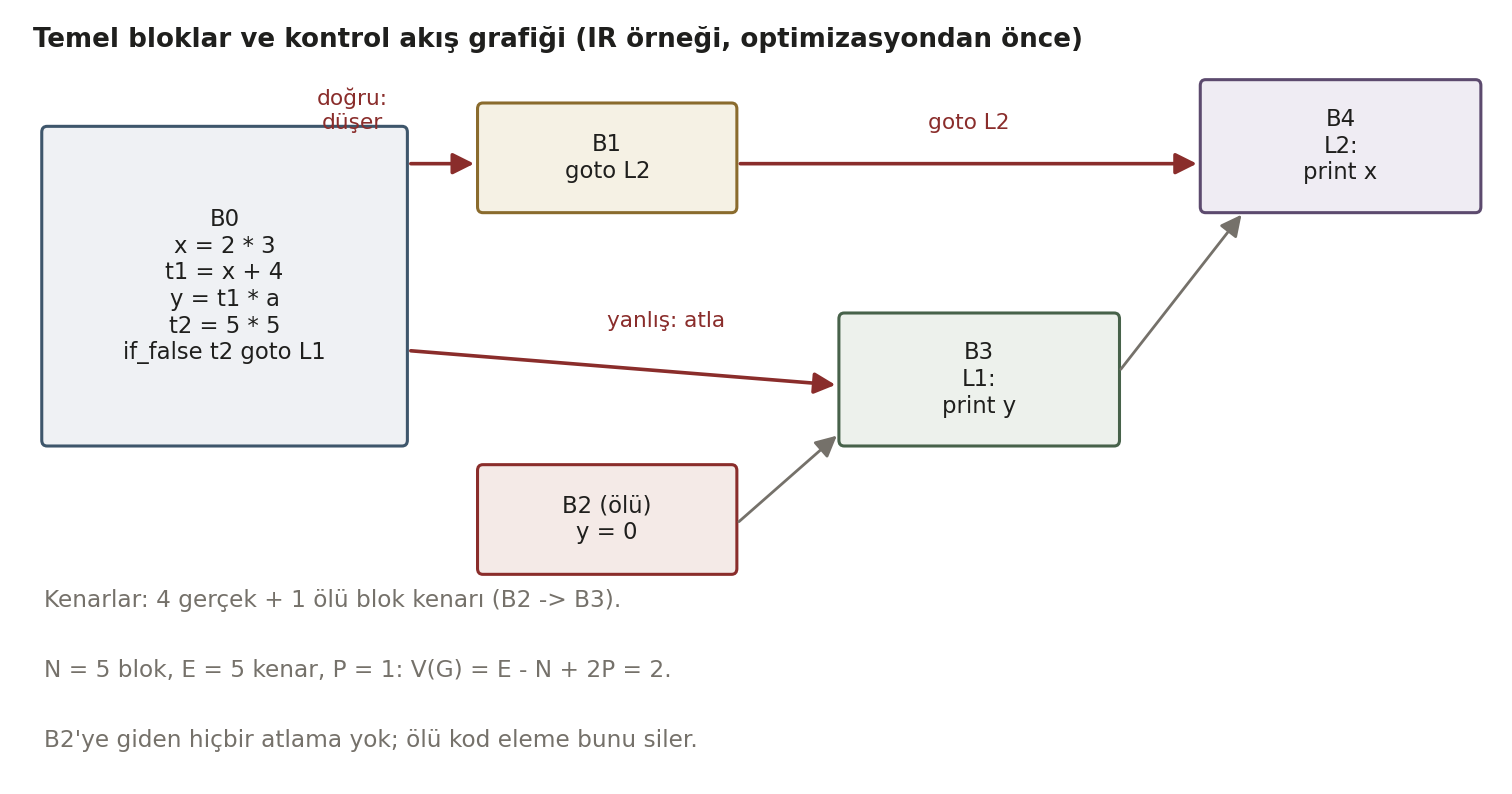 Temel bloklar ve kontrol akış grafiği (IR örneği, optimizasyondan önce)
doğru:
düşer
B0
x = 2 * 3
t1 = x + 4
y = t1 * a
t2 = 5 * 5
if_false t2 goto L1
B1
goto L2
goto L2
B4
L2:
print x
yanlış: atla
B3
L1:
print y
B2 (ölü)
y = 0
Kenarlar: 4 gerçek + 1 ölü blok kenarı (B2 -> B3).
N = 5 blok, E = 5 kenar, P = 1: V(G) = E - N + 2P = 2.
B2'ye giden hiçbir atlama yok; ölü kod eleme bunu siler.